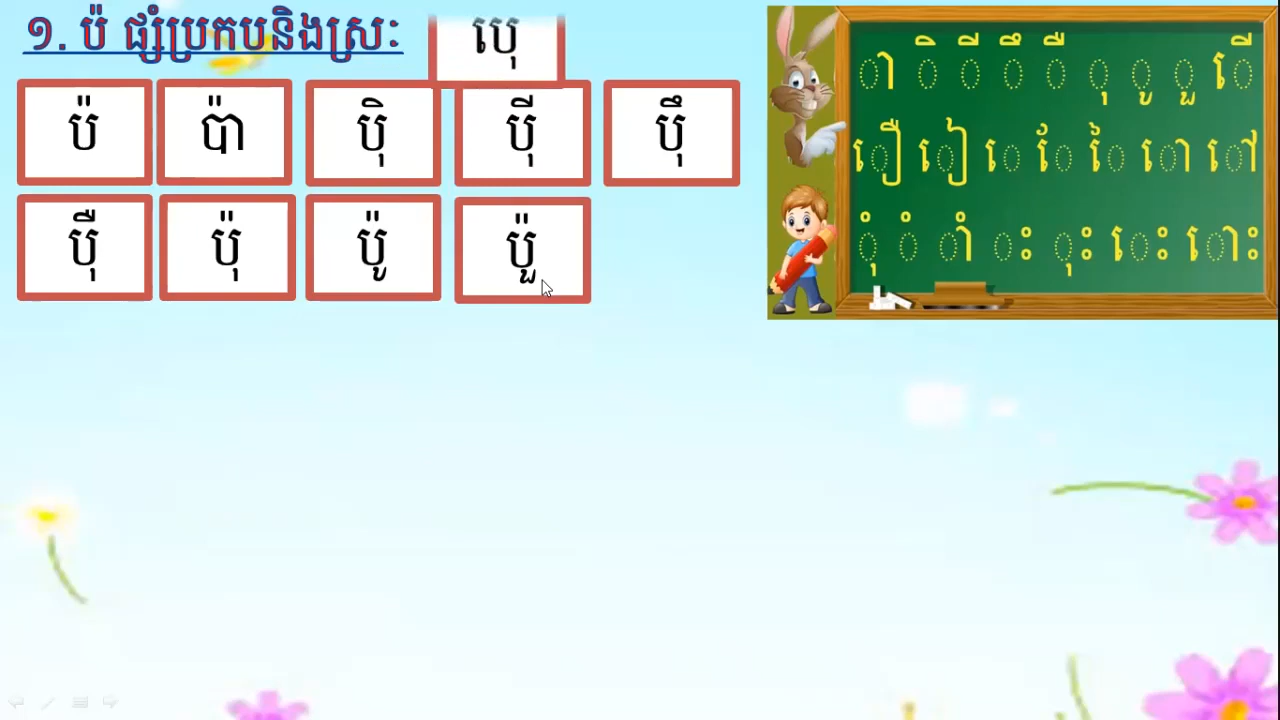 ១. ប៉ ផ្សំប្រកបនិងស្រៈ
ប៉ ប៉ា ប៉ិ ប៉ី ប៉ឹ
ប៉ឺ ប៉ុ ប៉ូ ប៉ួ
ា ិ ី ឹ ឺ ុ ូ ួ ើ
ឿ ៀ េ ែ ៃ ោ ៅ
ុំ ំ ាំ ះ ុះ េះ ោះ